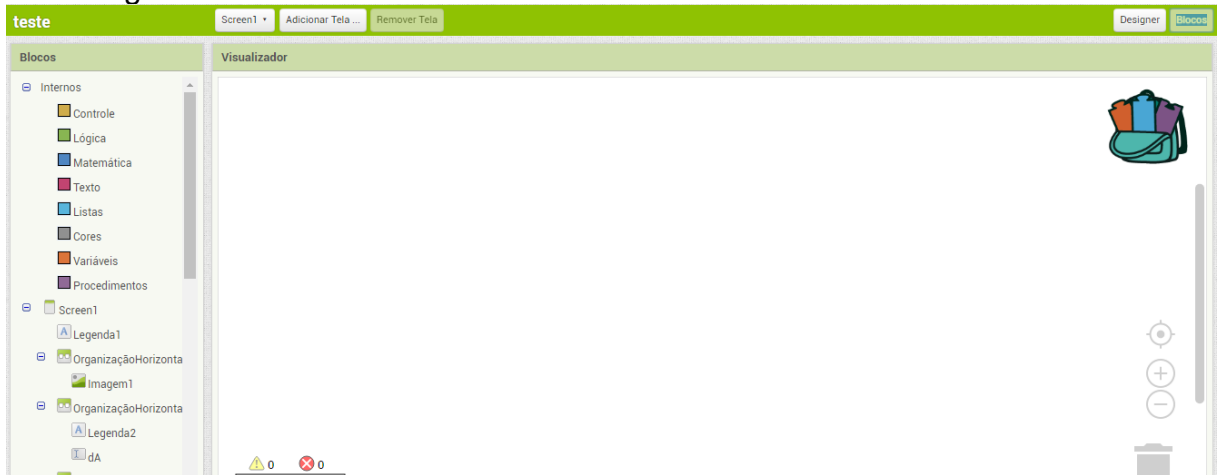 teste
Screen1
Adicionar Tela ...
Remover Tela
Designer
Blocos
Blocos
Visualizador
Internos
Controle
Lógica
Matemática
Texto
Listas
Cores
Variáveis
Procedimentos
Screen1
Legenda1
OrganizaçãoHorizonta
Imagem1
OrganizaçãoHorizonta
Legenda2
dA
0
0